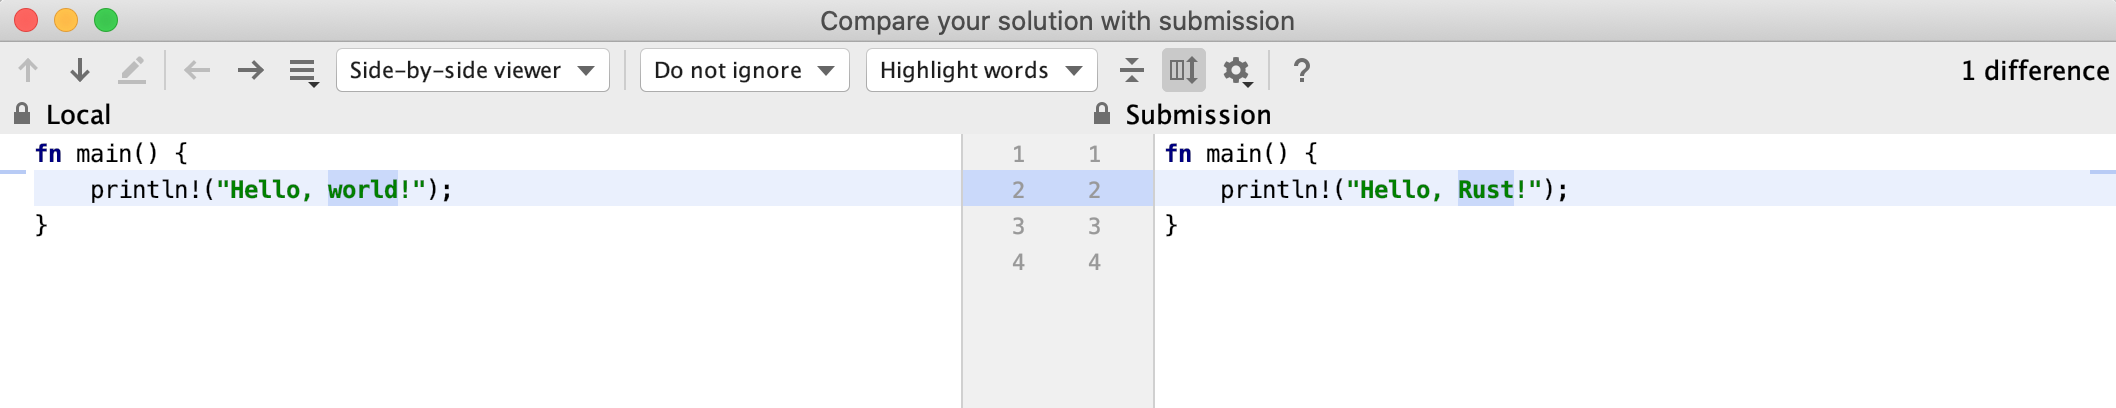 Compare your solution with submission
Side-by-side viewer Do not ignore Highlight words ? 1 difference
Local Submission
fn main() { 1 1 fn main() {
println!("Hello, world!"); 2 2 println!("Hello, Rust!");
} 3 3 }
4 4